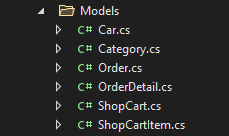 Models
C# Car.cs
C# Category.cs
C# Order.cs
C# OrderDetail.cs
C# ShopCart.cs
C# ShopCartItem.cs